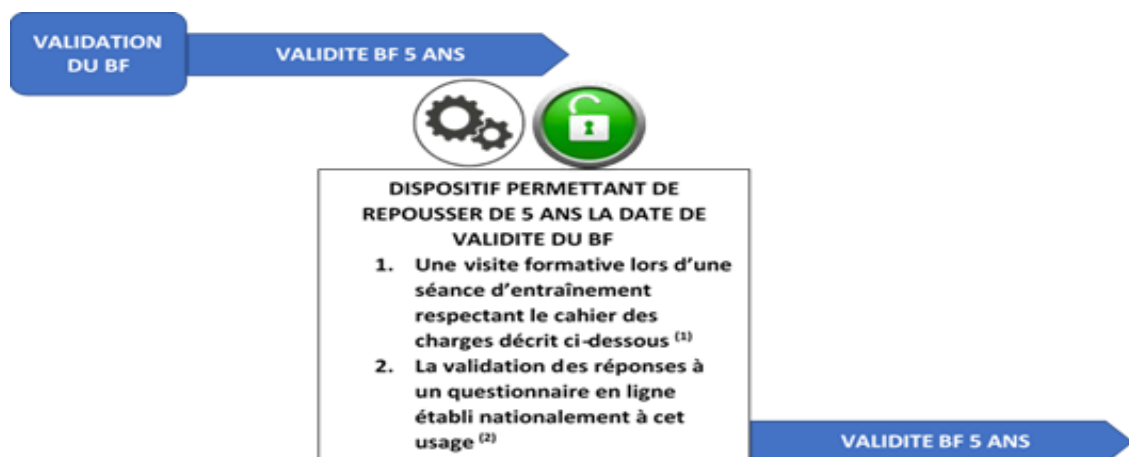 VALIDATION
DU BF
VALIDITE BF 5 ANS
DISPOSITIF PERMETTANT DE
REPOUSSER DE 5 ANS LA DATE DE
VALIDITE DU BF
1. Une visite formative lors d'une
séance d'entraînement
respectant le cahier des
charges décrit ci-dessous (1)
2. La validation des réponses à
un questionnaire en ligne
établi nationalement à cet
usage (2)
VALIDITE BF 5 ANS